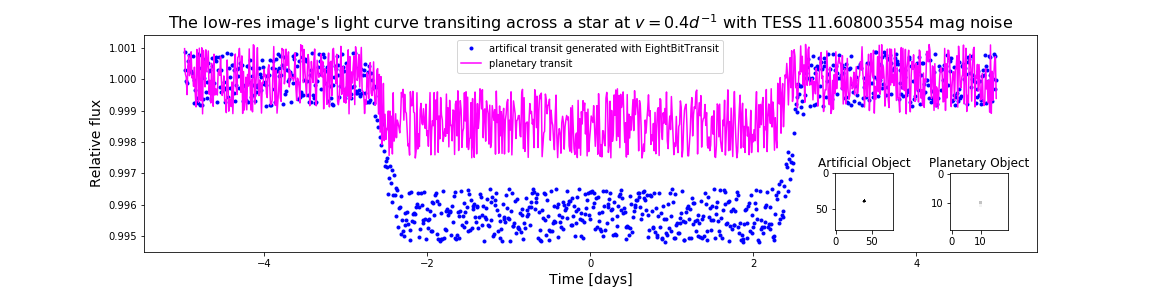 The low-res image's light curve transiting across a star at v = 0.4d⁻¹ with TESS 11.608003554 mag noise
artifical transit generated with EightBitTransit
planetary transit
Relative flux
1.001
1.000
0.999
0.998
0.997
0.996
0.995
Artificial Object
0
50
0 50
Planetary Object
0
10
0 10
−4 −2 0 2 4
Time [days]